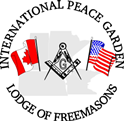 INTERNATIONAL PEACE GARDEN
G
LODGE OF FREEMASONS